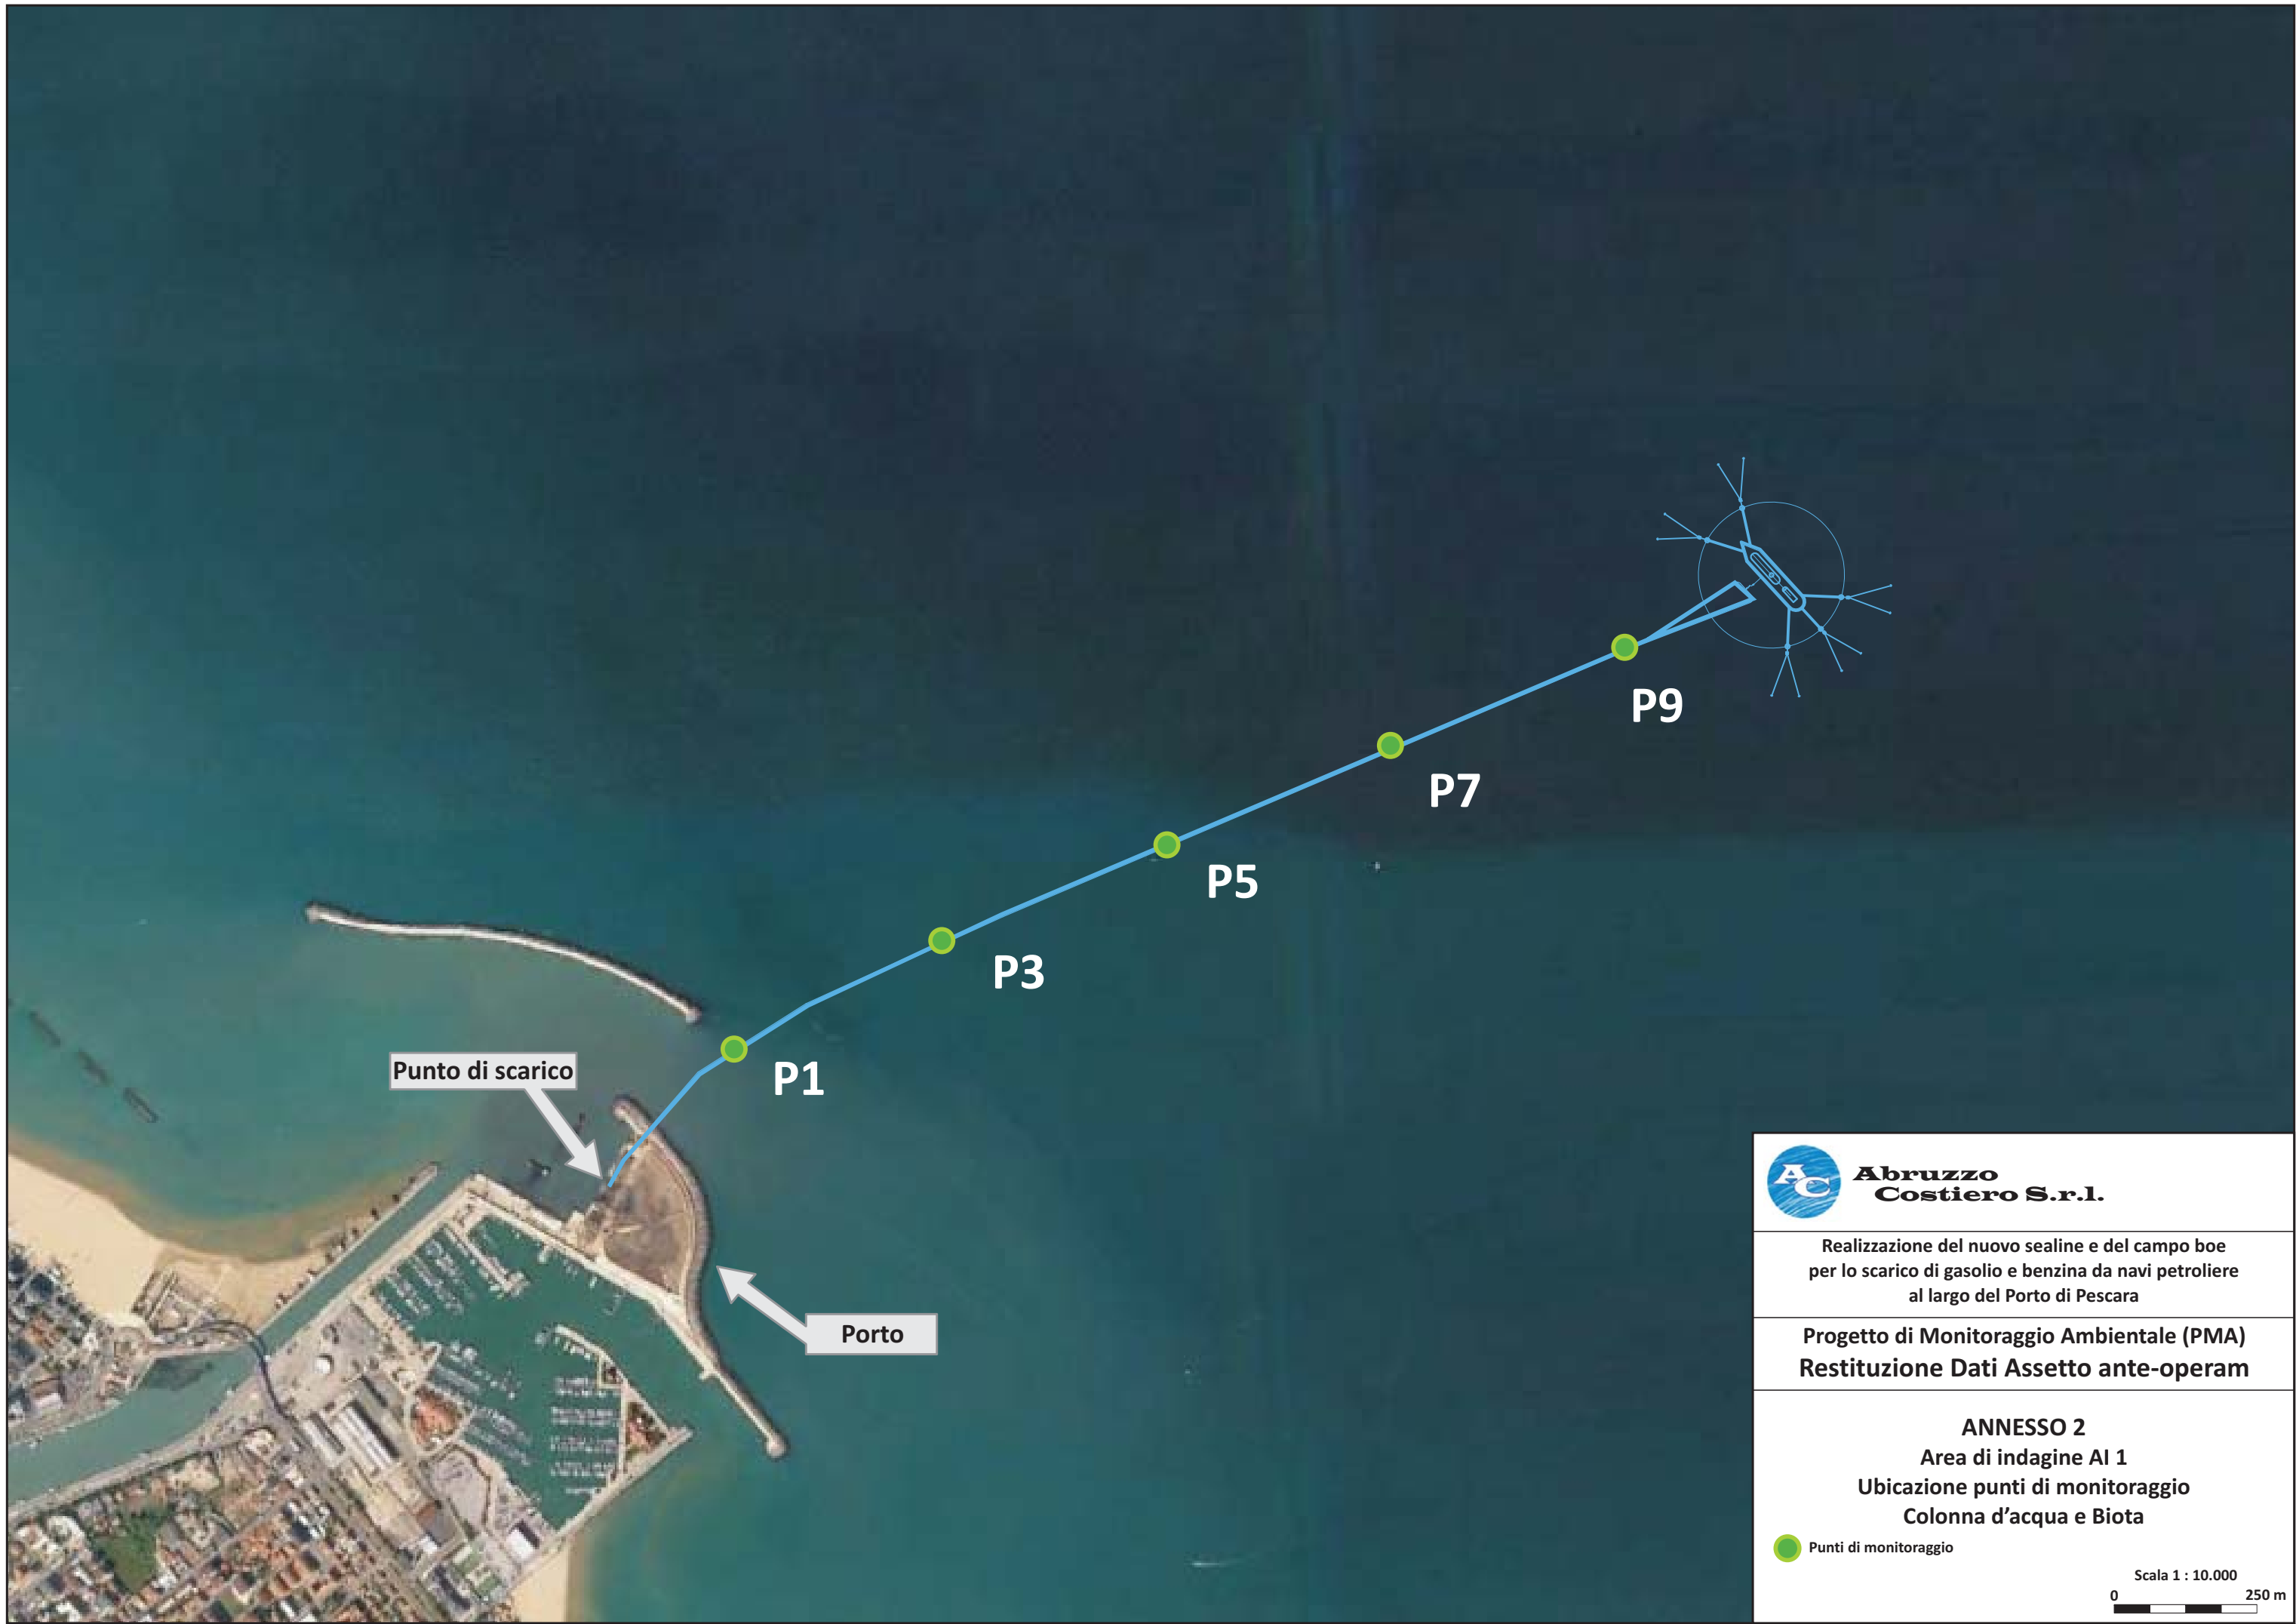 P9
P7
P5
P3
P1
Punto di scarico
Porto
AC
Abruzzo
Costiero S.r.l.
Realizzazione del nuovo sealine e del campo boe
per lo scarico di gasolio e benzina da navi petroliere
al largo del Porto di Pescara
Progetto di Monitoraggio Ambientale (PMA)
Restituzione Dati Assetto ante-operam
ANNESSO 2
Area di indagine AI 1
Ubicazione punti di monitoraggio
Colonna d’acqua e Biota
Punti di monitoraggio
Scala 1 : 10.000
0 250 m